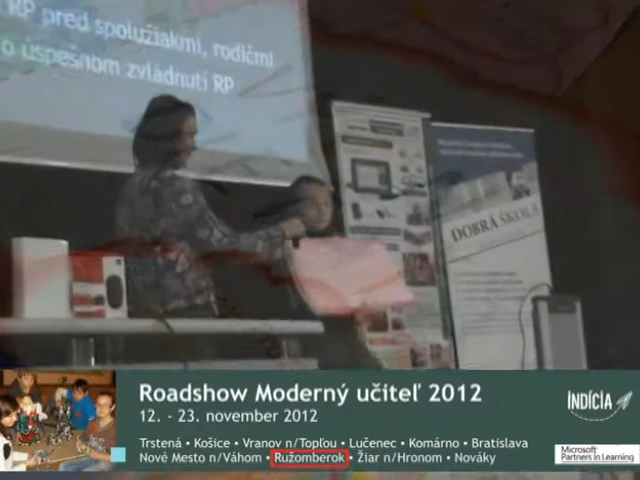 RP pred spolužiakmi, rodičmi
o úspešnom zvládnutí RP
DOBRÁ ŠKOLA
Roadshow Moderný učiteľ 2012
12. - 23. november 2012
INDÍCIA
Trstená • Košice • Vranov n/Topľou • Lučenec • Komárno • Bratislava
Nové Mesto n/Váhom • Ružomberok • Žiar n/Hronom • Nováky
Microsoft
Partners in Learning